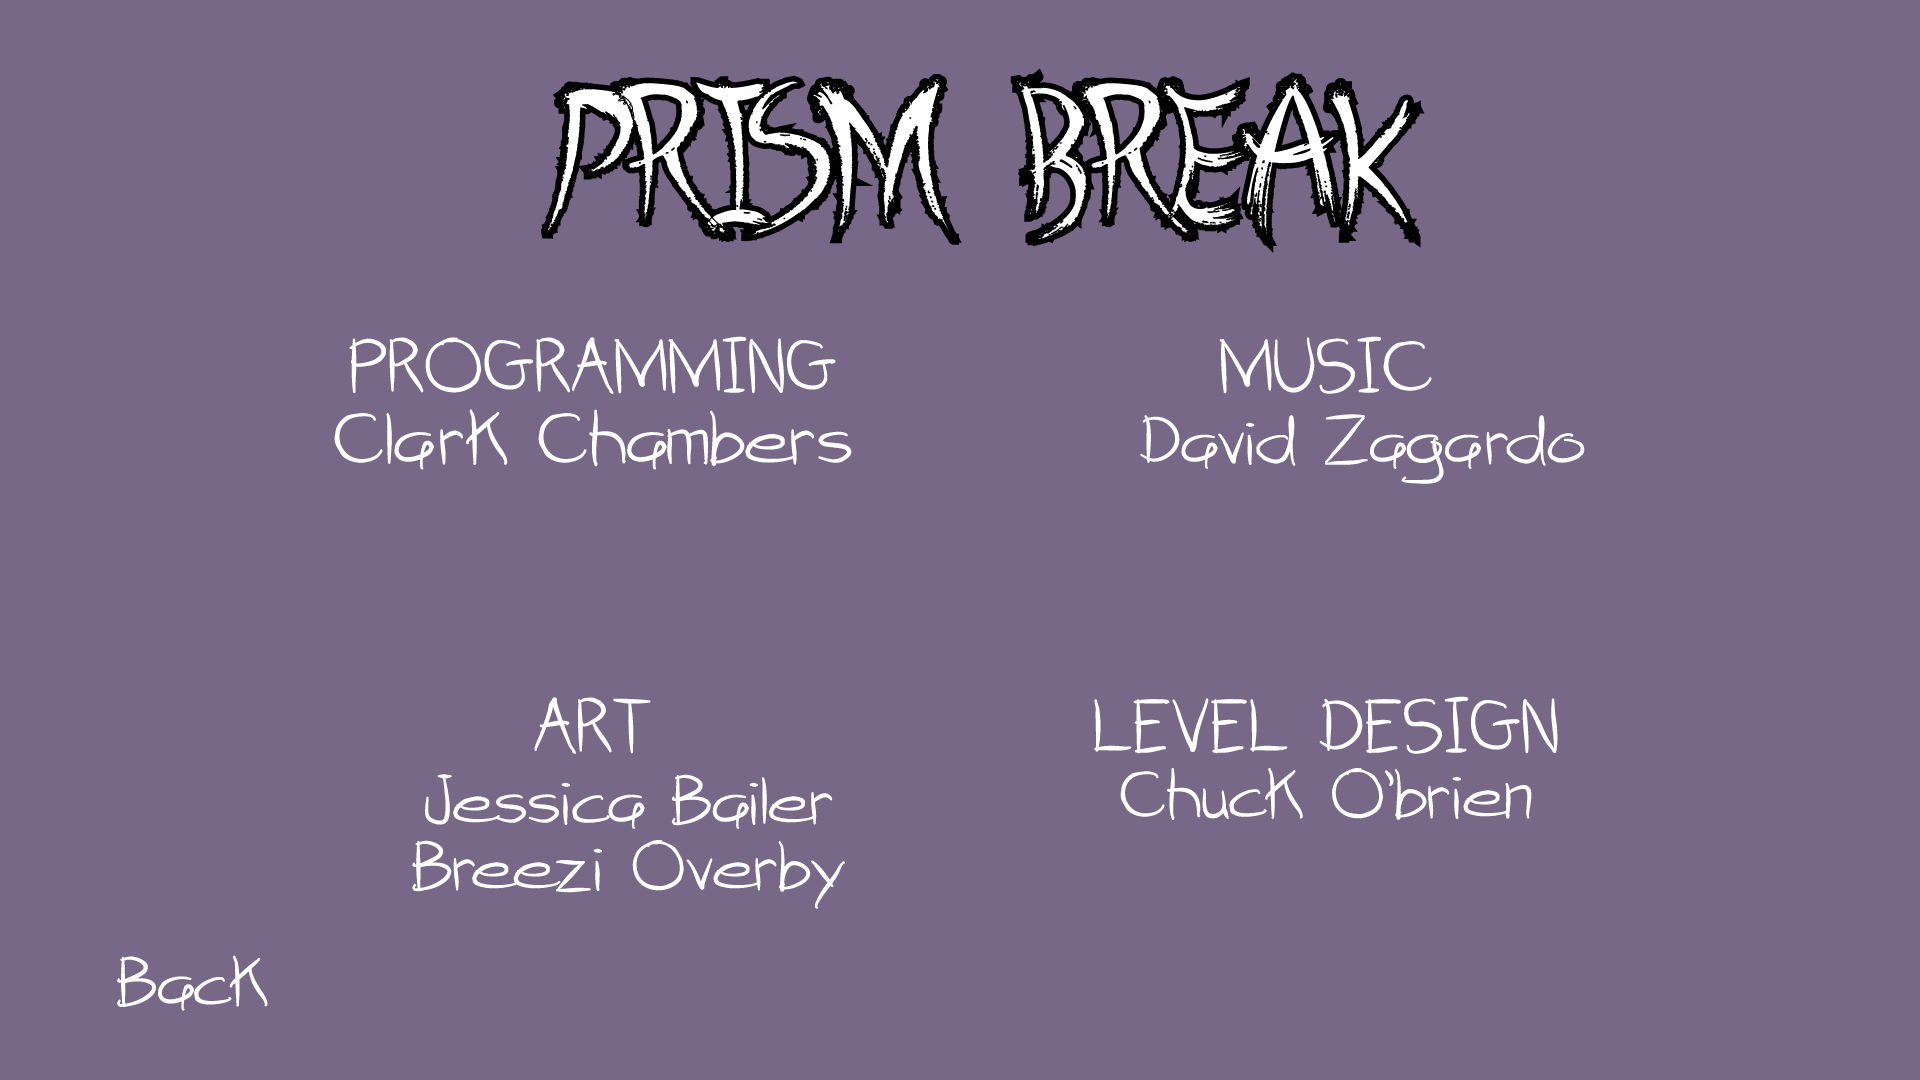 PRISM BREAK
PROGRAMMING
Clark Chambers
MUSIC
David Zagardo
ART
Jessica Bailer
Breezi Overby
LEVEL DESIGN
Chuck O'brien
Back